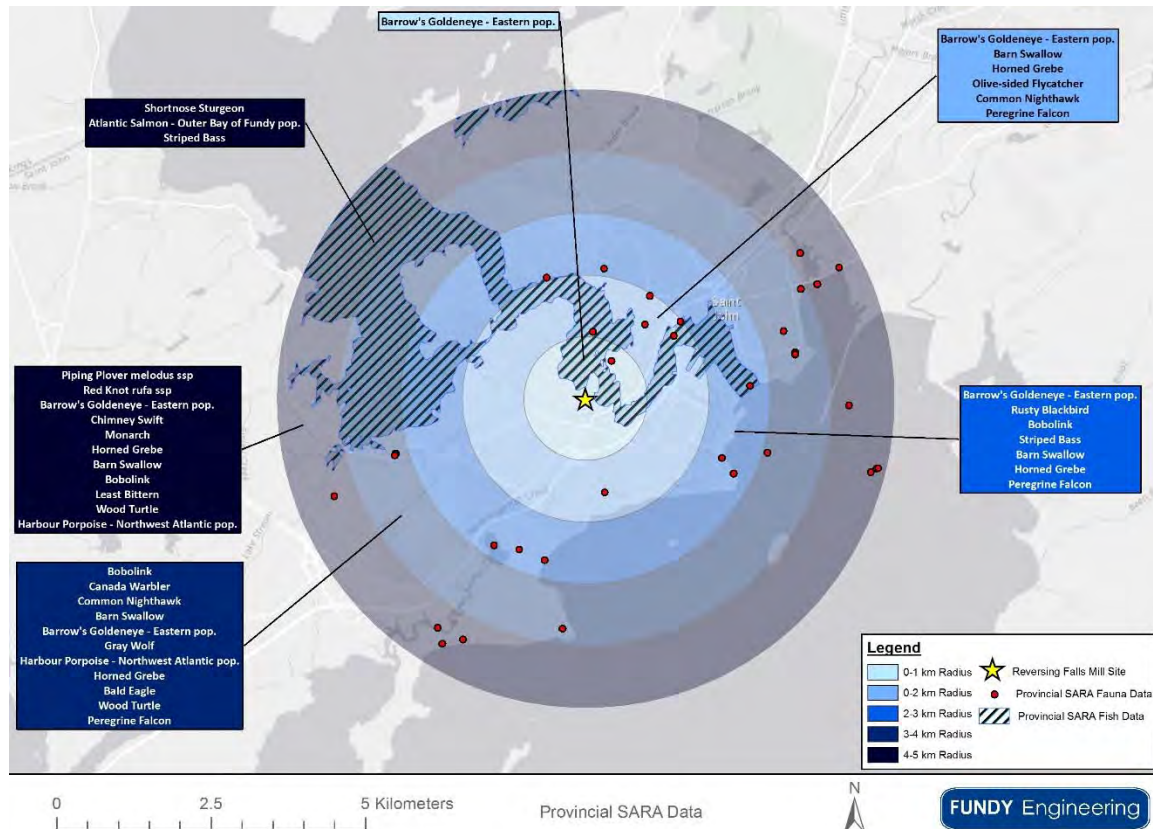 Barrow's Goldeneye - Eastern pop.
Barrow's Goldeneye - Eastern pop.
Barn Swallow
Horned Grebe
Olive-sided Flycatcher
Common Nighthawk
Peregrine Falcon
Shortnose Sturgeon
Atlantic Salmon - Outer Bay of Fundy pop.
Striped Bass
Saint
Piping Plover melodus ssp
Red Knot rufa ssp
Barrow's Goldeneye - Eastern pop.
Chimney Swift
Monarch
Horned Grebe
Barn Swallow
Bobolink
Least Bittern
Wood Turtle
Harbour Porpoise - Northwest Atlantic pop.
Barrow's Goldeneye - Eastern pop.
Rusty Blackbird
Bobolink
Striped Bass
Barn Swallow
Horned Grebe
Peregrine Falcon
Bobolink
Canada Warbler
Common Nighthawk
Barn Swallow
Barrow's Goldeneye - Eastern pop.
Gray Wolf
Harbour Porpoise - Northwest Atlantic pop.
Horned Grebe
Bald Eagle
Wood Turtle
Peregrine Falcon
Legend
0-1 km Radius
0-2 km Radius
2-3 km Radius
3-4 km Radius
4-5 km Radius
Reversing Falls Mill Site
Provincial SARA Fauna Data
Provincial SARA Fish Data
0 2.5 5 Kilometers
Provincial SARA Data
N
FUNDY Engineering